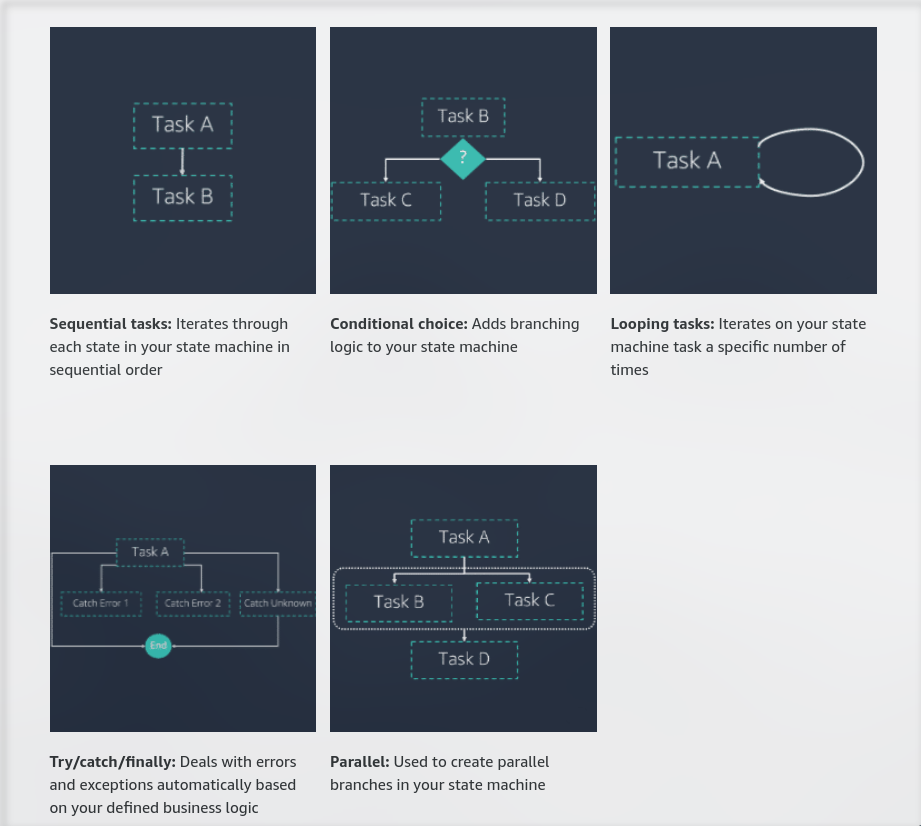 Task A
Task B
Task B
?
Task C
Task D
Task A
Sequential tasks: Iterates through
each state in your state machine in
sequential order
Conditional choice: Adds branching
logic to your state machine
Looping tasks: Iterates on your state
machine task a specific number of
times
Task A
Catch Error 1
Catch Error 2
Catch Unknown
End
Task A
Task B
Task C
Task D
Try/catch/finally: Deals with errors
and exceptions automatically based
on your defined business logic
Parallel: Used to create parallel
branches in your state machine